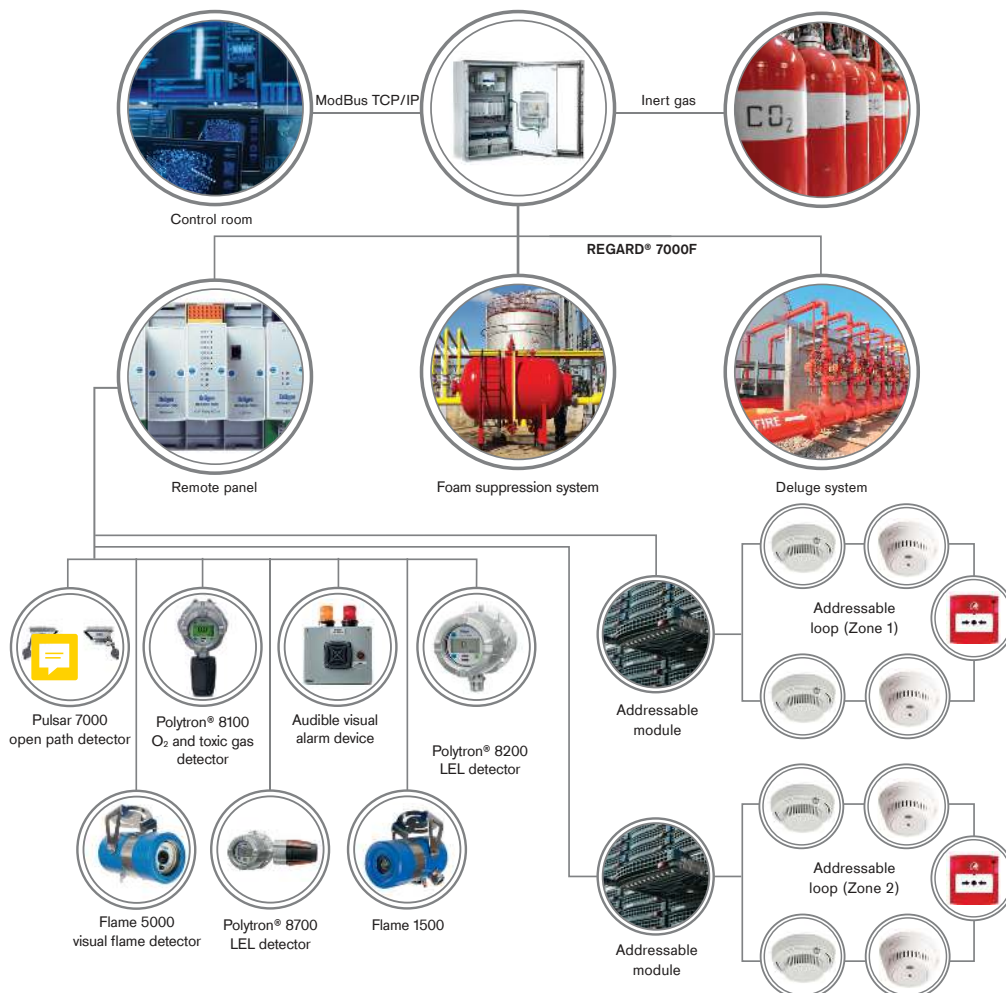 ModBus TCP/IP
Inert gas
CO₂
Control room
REGARD® 7000F
Dräger
Dräger
Dräger
FIRE
Remote panel
Foam suppression system
Deluge system
Addressable
loop (Zone 1)
Addressable
module
Pulsar 7000
open path detector
Polytron® 8100
O₂ and toxic gas
detector
Audible visual
alarm device
Polytron® 8200
LEL detector
Flame 5000
visual flame detector
Polytron® 8700
LEL detector
Flame 1500
Addressable
loop (Zone 2)
Addressable
module